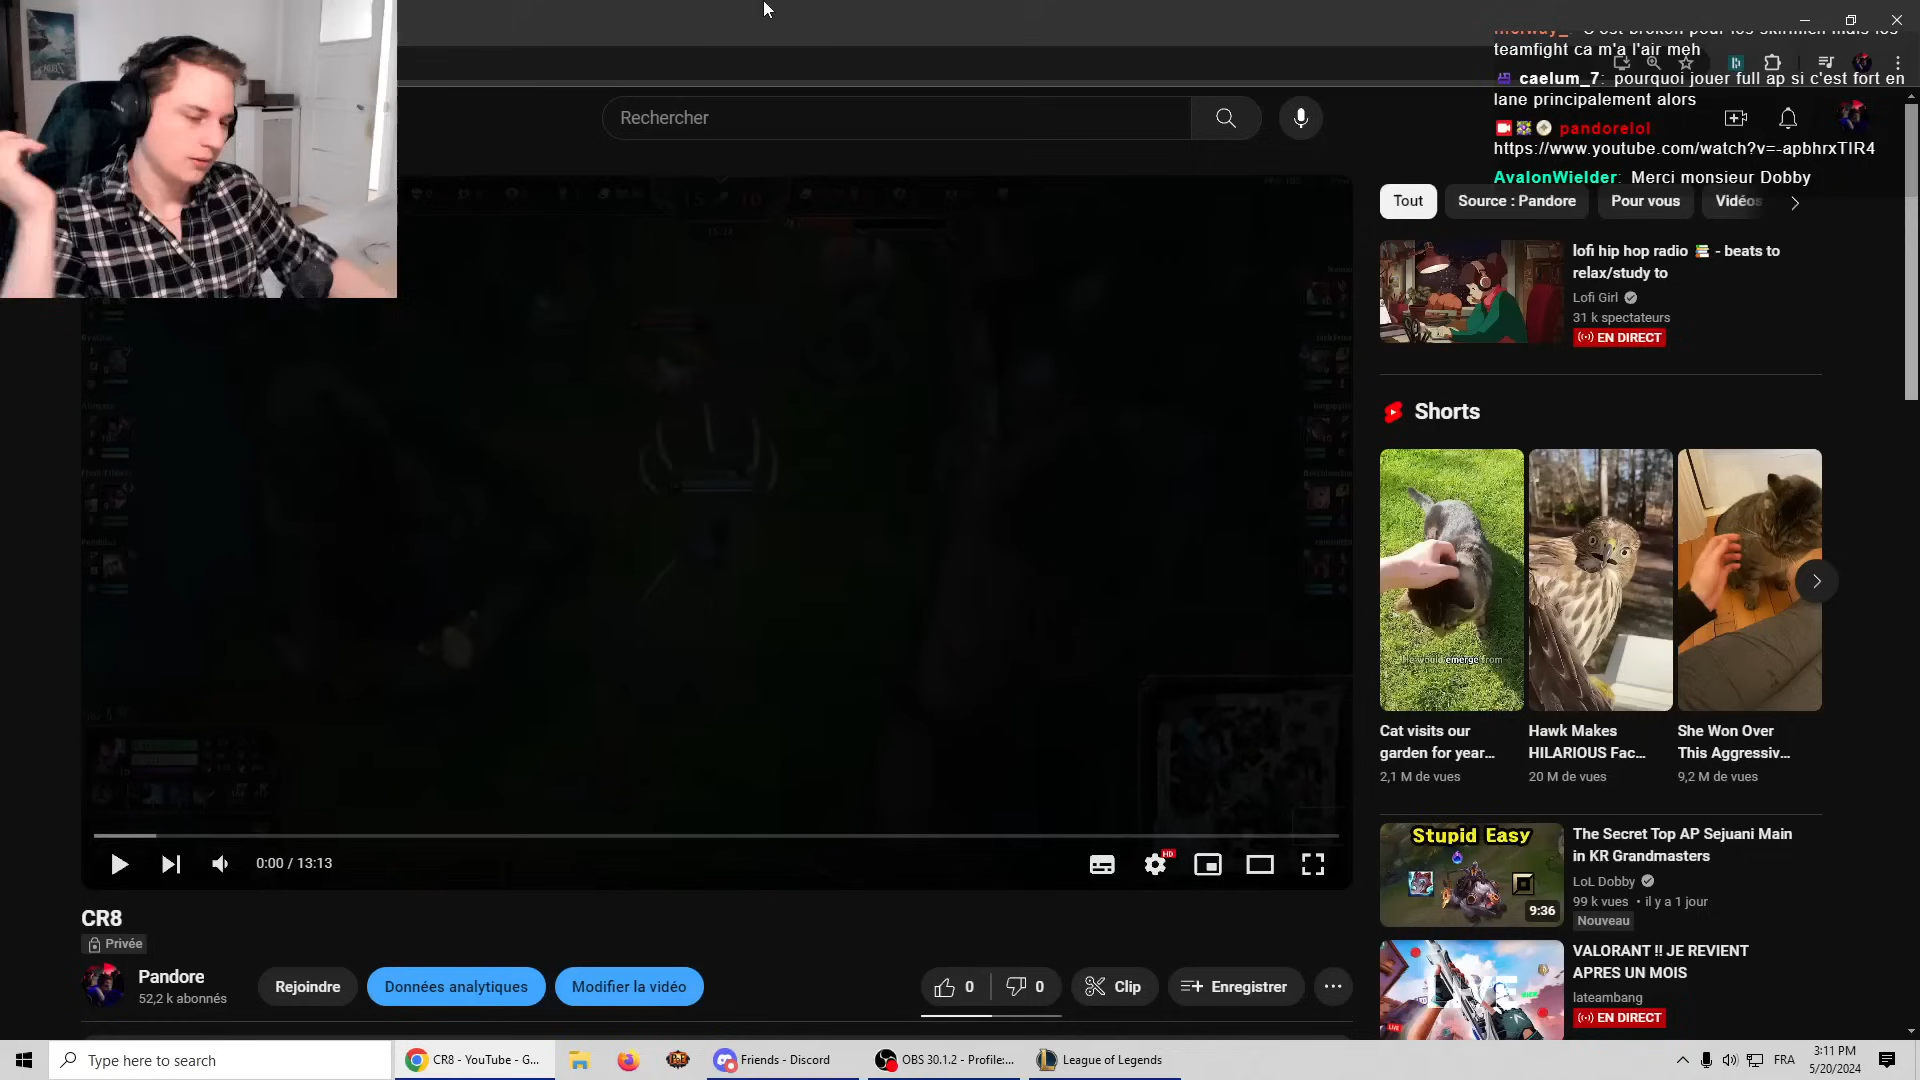 teamfight ca m'a l'air meh
caelum_7: pourquoi jouer full ap si c'est fort en
lane principalement alors
pandorelol
https://www.youtube.com/watch?v=-apbhrxTIR4
AvalonWielder: Merci monsieur Dobby
Rechercher
Tout
Source : Pandore
Pour vous
Vidéos
lofi hip hop radio - beats to
relax/study to
Lofi Girl
31 k spectateurs
EN DIRECT
Shorts
He would emerge from
Cat visits our
garden for year...
2,1 M de vues
Hawk Makes
HILARIOUS Fac...
20 M de vues
She Won Over
This Aggressiv...
9,2 M de vues
Stupid Easy
9:36
The Secret Top AP Sejuani Main
in KR Grandmasters
LoL Dobby
99 k vues • il y a 1 jour
Nouveau
VALORANT !! JE REVIENT
APRES UN MOIS
lateambang
EN DIRECT
0:00 / 13:13
HD
CR8
Privée
Pandore
52,2 k abonnés
Rejoindre
Données analytiques
Modifier la vidéo
0
0
Clip
Enregistrer
Type here to search
CR8 - YouTube - G...
Friends - Discord
OBS 30.1.2 - Profile:...
League of Legends
FRA
3:11 PM
5/20/2024